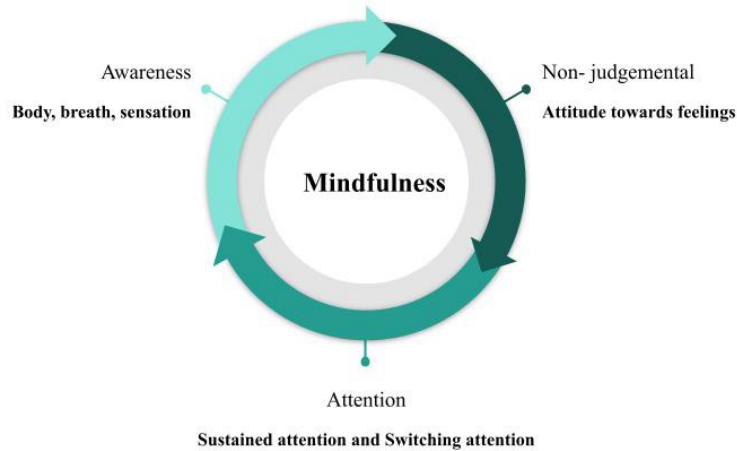 Awareness
Body, breath, sensation
Non- judgemental
Attitude towards feelings
Mindfulness
Attention
Sustained attention and Switching attention